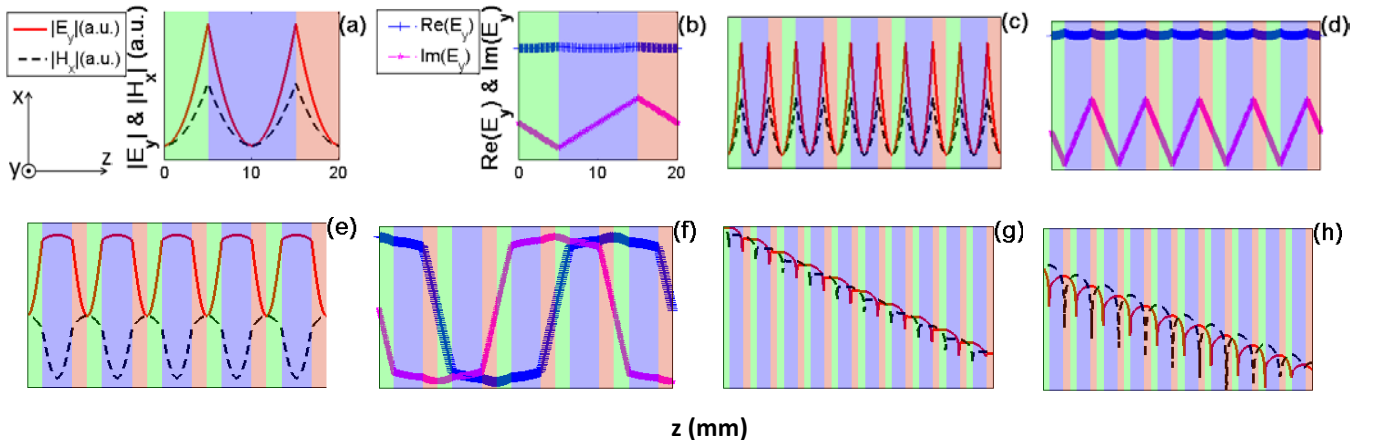 |E_y|(a.u.)
|H_x|(a.u.)
x
y
z
|E_y| & |H_x| (a.u.)
(a)
0
10
20
Re(E_y)
Im(E_y)
Re(E_y) & Im(E_y)
(b)
0
10
20
(c)
(d)
(e)
(f)
(g)
(h)
z (mm)